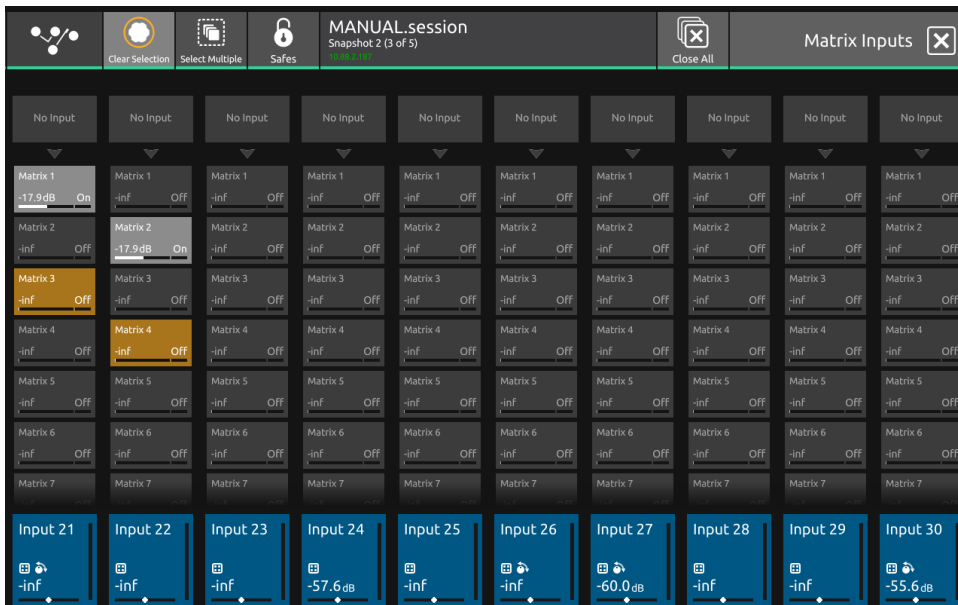 MANUAL.session
Snapshot 2 (3 of 5)
10.98.2.167
Clear Selection Select Multiple Safes Close All Matrix Inputs
No Input No Input No Input No Input No Input No Input No Input No Input No Input No Input
Matrix 1 Matrix 1 Matrix 1 Matrix 1 Matrix 1 Matrix 1 Matrix 1 Matrix 1 Matrix 1 Matrix 1
-17.9dB On -inf Off -inf Off -inf Off -inf Off -inf Off -inf Off -inf Off -inf Off -inf Off
Matrix 2 Matrix 2 Matrix 2 Matrix 2 Matrix 2 Matrix 2 Matrix 2 Matrix 2 Matrix 2 Matrix 2
-inf Off -17.9dB On -inf Off -inf Off -inf Off -inf Off -inf Off -inf Off -inf Off -inf Off
Matrix 3 Matrix 3 Matrix 3 Matrix 3 Matrix 3 Matrix 3 Matrix 3 Matrix 3 Matrix 3 Matrix 3
-inf Off -inf Off -inf Off -inf Off -inf Off -inf Off -inf Off -inf Off -inf Off -inf Off
Matrix 4 Matrix 4 Matrix 4 Matrix 4 Matrix 4 Matrix 4 Matrix 4 Matrix 4 Matrix 4 Matrix 4
-inf Off -inf Off -inf Off -inf Off -inf Off -inf Off -inf Off -inf Off -inf Off -inf Off
Matrix 5 Matrix 5 Matrix 5 Matrix 5 Matrix 5 Matrix 5 Matrix 5 Matrix 5 Matrix 5 Matrix 5
-inf Off -inf Off -inf Off -inf Off -inf Off -inf Off -inf Off -inf Off -inf Off -inf Off
Matrix 6 Matrix 6 Matrix 6 Matrix 6 Matrix 6 Matrix 6 Matrix 6 Matrix 6 Matrix 6 Matrix 6
-inf Off -inf Off -inf Off -inf Off -inf Off -inf Off -inf Off -inf Off -inf Off -inf Off
Matrix 7 Matrix 7 Matrix 7 Matrix 7 Matrix 7 Matrix 7 Matrix 7 Matrix 7 Matrix 7 Matrix 7
Input 21 Input 22 Input 23 Input 24 Input 25 Input 26 Input 27 Input 28 Input 29 Input 30
-inf -inf -inf -57.6dB -inf -inf -60.0dB -inf -inf -55.6dB